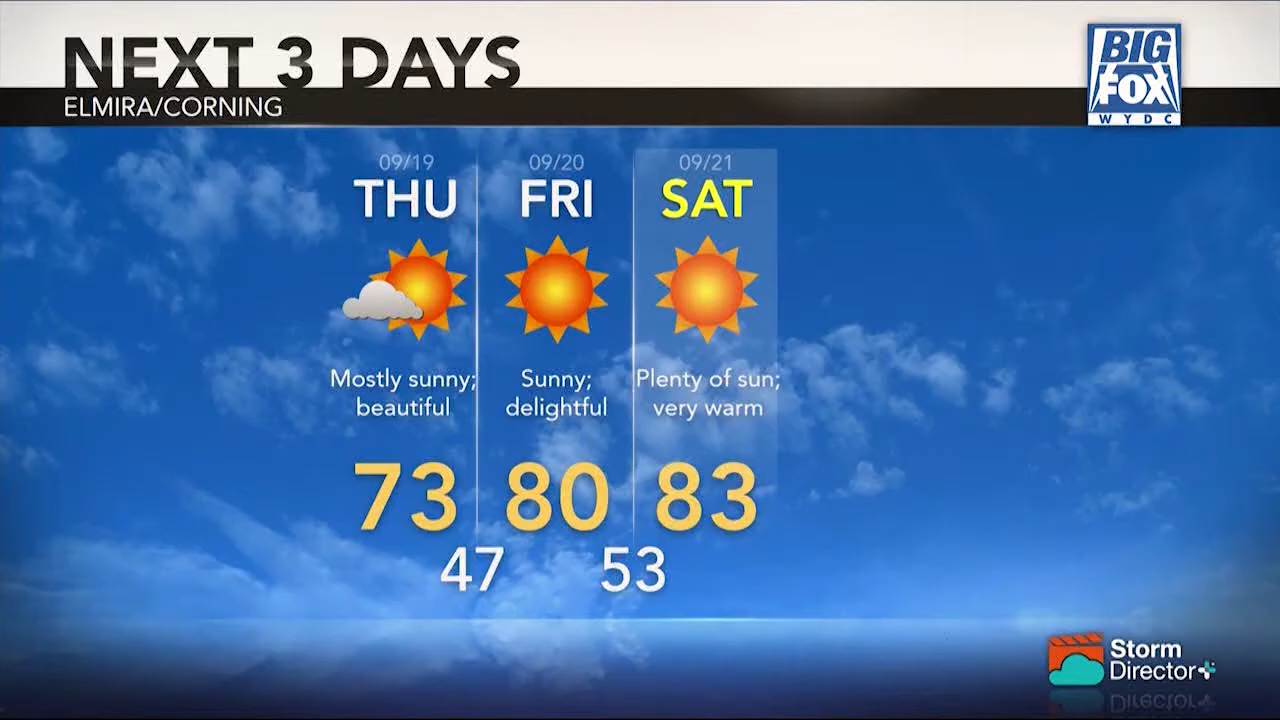 NEXT 3 DAYS
ELMIRA/CORNING
BIG
FOX
WYDC
09/19
THU
Mostly sunny;
beautiful
73
47
09/20
FRI
Sunny;
delightful
80
53
09/21
SAT
Plenty of sun;
very warm
83
Storm
Director+